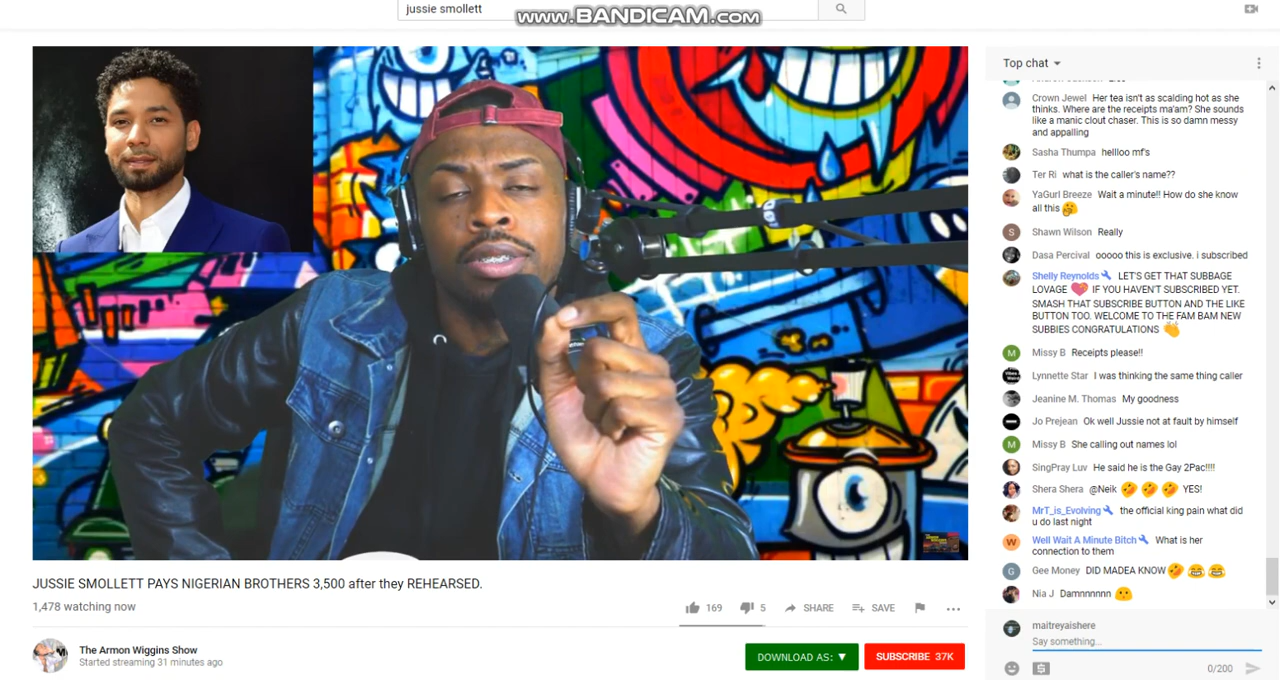 jussie smollett
www.BANDICAM.com
Top chat
Crown Jewel Her tea isn't as scalding hot as she
thinks. Where are the receipts ma'am? She sounds
like a manic clout chaser. This is so damn messy
and appalling
Sasha Thumpa hellloo mf's
Ter Ri what is the caller's name??
YaGurl Breeze Wait a minute!! How do she know
all this 🤔
Shawn Wilson Really
Dasa Percival ooooo this is exclusive. i subscribed
Shelly Reynolds LET'S GET THAT SUBBAGE
LOVAGE 💖 IF YOU HAVEN'T SUBSCRIBED YET.
SMASH THAT SUBSCRIBE BUTTON AND THE LIKE
BUTTON TOO. WELCOME TO THE FAM BAM NEW
SUBBIES CONGRATULATIONS 👏
M Missy B Receipts please!!
Lynnette Star I was thinking the same thing caller
Jeanine M. Thomas My goodness
Jo Prejean Ok well Jussie not at fault by himself
M Missy B She calling out names lol
SingPray Luv He said he is the Gay 2Pac!!!!
Shera Shera @Neik 🤣 🤣 🤣 YES!
MrT_is_Evolving the official king pain what did
u do last night
W Well Wait A Minute Bitch What is her
connection to them
G Gee Money DID MADEA KNOW 🤣 😂 😂
Nia J Damnnnnnn 😶
maitreyaishere
Say something...
0/200
JUSSIE SMOLLETT PAYS NIGERIAN BROTHERS 3,500 after they REHEARSED.
1,478 watching now
169 5 SHARE SAVE
The Armon Wiggins Show
Started streaming 31 minutes ago
DOWNLOAD AS: ▼ SUBSCRIBE 37K